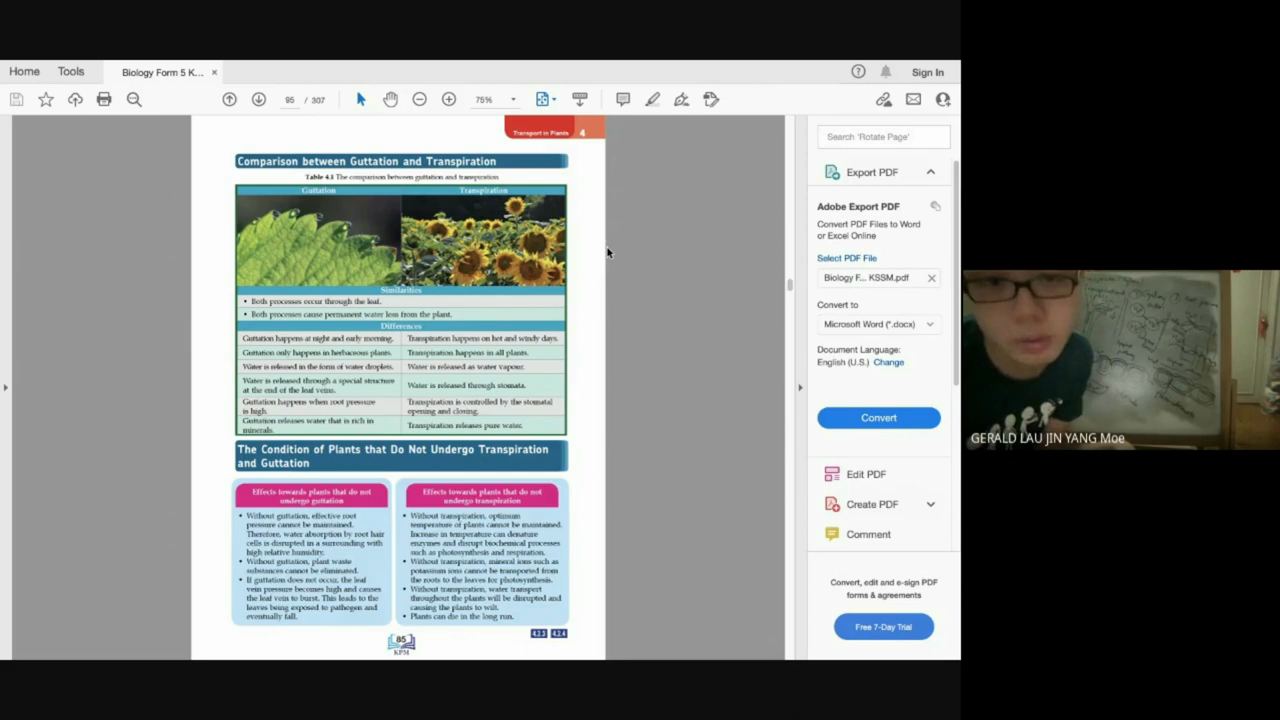 Home
Tools
Biology Form 5 K...
Sign In
95 / 307
75%
Transport in Plants 4
Comparison between Guttation and Transpiration
Table 4.1 The comparison between guttation and transpiration
Guttation
Transpiration
Similarities
• Both processes occur through the leaf.
• Both processes cause permanent water loss from the plant.
Differences
Guttation happens at night and early morning.
Transpiration happens on hot and windy days.
Guttation only happens in herbaceous plants.
Transpiration happens in all plants.
Water is released in the form of water droplets.
Water is released as water vapour.
Water is released through a special structure
at the end of the leaf veins.
Water is released through stomata.
Guttation happens when root pressure
is high.
Transpiration is controlled by the stomatal
opening and closing.
Guttation releases water that is rich in
minerals.
Transpiration releases pure water.
The Condition of Plants that Do Not Undergo Transpiration
and Guttation
Effects towards plants that do not
undergo guttation
• Without guttation, effective root
pressure cannot be maintained.
Therefore, water absorption by root hair
cells is disrupted in a surrounding with
high relative humidity.
• Without guttation, plant waste
substances cannot be eliminated.
• If guttation does not occur, the leaf
vein pressure becomes high and causes
the leaf vein to burst. This leads to the
leaves being exposed to pathogen and
eventually fall.
Effects towards plants that do not
undergo transpiration
• Without transpiration, optimum
temperature of plants cannot be maintained.
Increase in temperature can denature
enzymes and disrupt biochemical processes
such as photosynthesis and respiration.
• Without transpiration, mineral ions such as
potassium ions cannot be transported from
the roots to the leaves for photosynthesis.
• Without transpiration, water transport
throughout the plants will be disrupted and
causing the plants to wilt.
• Plants can die in the long run.
4.2.3 4.2.4
85
KPM
Search 'Rotate Page'
Export PDF
Adobe Export PDF
Convert PDF Files to Word
or Excel Online
Select PDF File
Biology F... KSSM.pdf
Convert to
Microsoft Word (*.docx)
Document Language:
English (U.S.) Change
Convert
Edit PDF
Create PDF
Comment
Convert, edit and e-sign PDF
forms & agreements
Free 7-Day Trial
GERALD LAU JIN YANG Moe